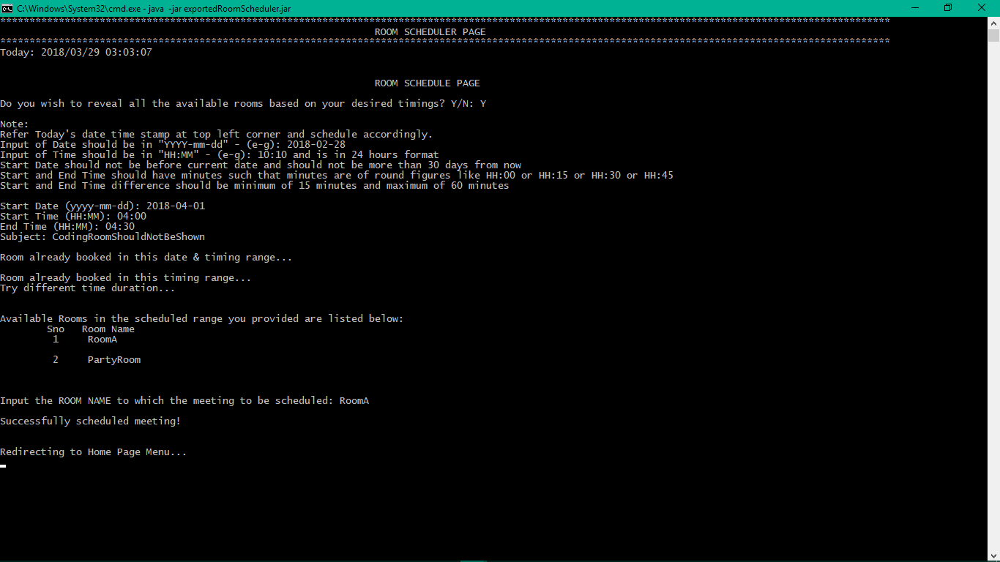 C:\Windows\System32\cmd.exe - java -jar exportedRoomScheduler.jar
********************************************************************************************************************************************************
ROOM SCHEDULER PAGE
********************************************************************************************************************************************************
Today: 2018/03/29 03:03:07
ROOM SCHEDULE PAGE
Do you wish to reveal all the available rooms based on your desired timings? Y/N: Y
Note:
Refer Today's date time stamp at top left corner and schedule accordingly.
Input of Date should be in "YYYY-mm-dd" - (e-g): 2018-02-28
Input of Time should be in "HH:MM" - (e-g): 10:10 and is in 24 hours format
Start Date should not be before current date and should not be more than 30 days from now
Start and End Time should have minutes such that minutes are of round figures like HH:00 or HH:15 or HH:30 or HH:45
Start and End Time difference should be minimum of 15 minutes and maximum of 60 minutes
Start Date (yyyy-mm-dd): 2018-04-01
Start Time (HH:MM): 04:00
End Time (HH:MM): 04:30
Subject: CodingRoomShouldNotBeShown
Room already booked in this date & timing range...
Room already booked in this timing range...
Try different time duration...
Available Rooms in the scheduled range you provided are listed below:
Sno Room Name
1 RoomA
2 PartyRoom
Input the ROOM NAME to which the meeting to be scheduled: RoomA
Successfully scheduled meeting!
Redirecting to Home Page Menu...